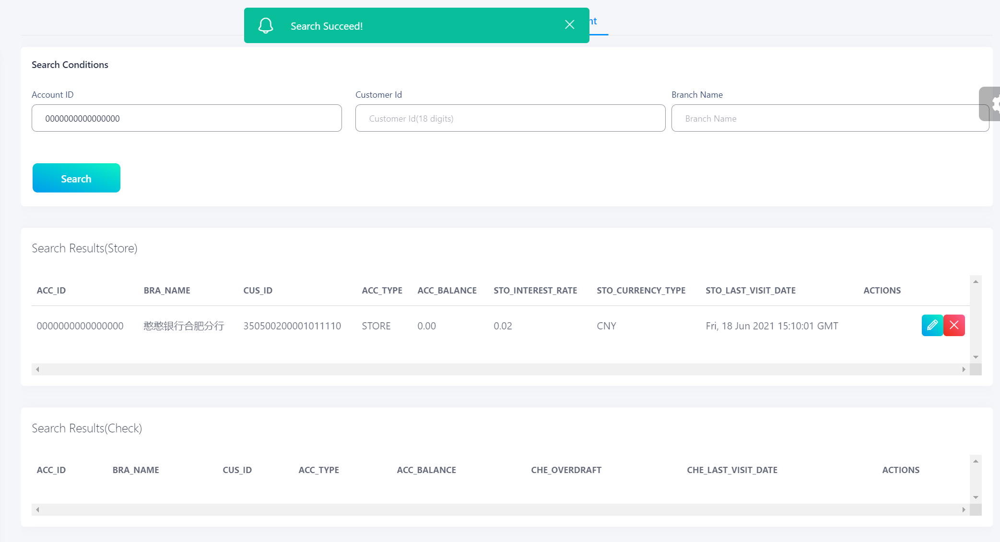 Search Succeed!
nt
Search Conditions
Account ID Customer Id Branch Name
0000000000000000 Customer Id(18 digits) Branch Name
Search
Search Results(Store)
ACC_ID BRA_NAME CUS_ID ACC_TYPE ACC_BALANCE STO_INTEREST_RATE STO_CURRENCY_TYPE STO_LAST_VISIT_DATE ACTIONS
0000000000000000 憨憨银行合肥分行 350500200001011110 STORE 0.00 0.02 CNY Fri, 18 Jun 2021 15:10:01 GMT
Search Results(Check)
ACC_ID BRA_NAME CUS_ID ACC_TYPE ACC_BALANCE CHE_OVERDRAFT CHE_LAST_VISIT_DATE ACTIONS